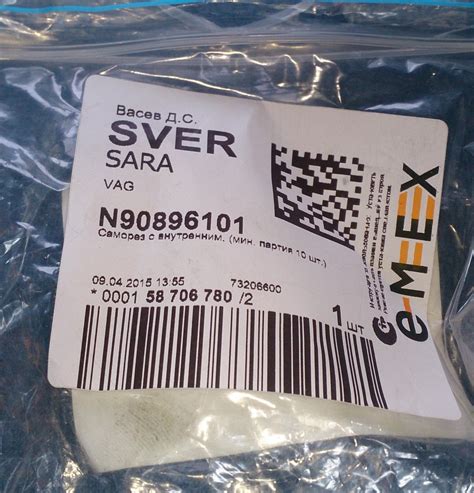 Васев Д.С.
SVER
SARA
VAG
N90896101
Саморез с внутренним, (мин. партия 10 шт.)
09.04.2015 13:55 73206600
* 0001 58 706 780 /2
1 шт
e-M-EX